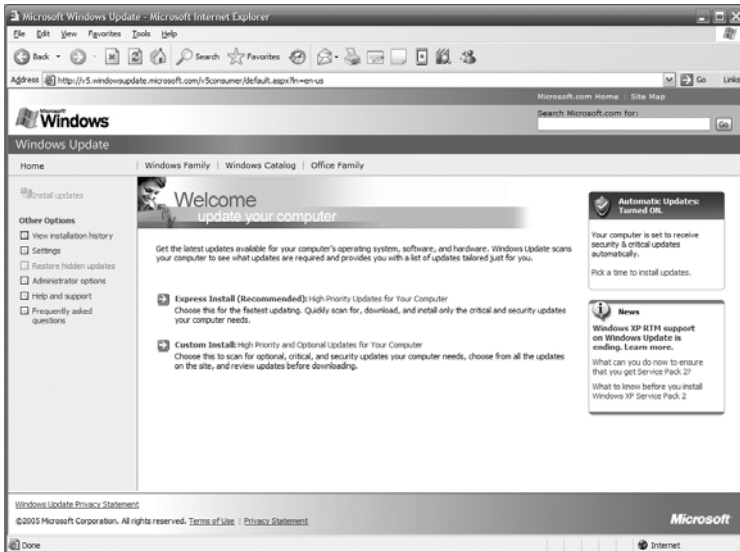 Microsoft Windows Update - Microsoft Internet Explorer
File Edit View Favorites Tools Help
Back Search Favorites
Address http://v5.windowsupdate.microsoft.com/v5consumer/default.aspx?ln=en-us Go Links
Microsoft.com Home | Site Map
Microsoft
Windows
Search Microsoft.com for:
Go
Windows Update
Home | Windows Family | Windows Catalog | Office Family
Install updates
Other Options
View installation history
Settings
Restore hidden updates
Administrator options
Help and support
Frequently asked
questions
Welcome
update your computer
Get the latest updates available for your computer's operating system, software, and hardware. Windows Update scans
your computer to see what updates are required and provides you with a list of updates tailored just for you.
Express Install (Recommended): High Priority Updates for Your Computer
Choose this for the fastest updating. Quickly scan for, download, and install only the critical and security updates
your computer needs.
Custom Install: High Priority and Optional Updates for Your Computer
Choose this to scan for optional, critical, and security updates your computer needs, choose from all the updates
on the site, and review updates before downloading.
Automatic Updates:
Turned ON.
Your computer is set to receive
security & critical updates
automatically.
Pick a time to install updates.
News
Windows XP RTM support
on Windows Update is
ending. Learn more.
What can you do now to ensure
that you get Service Pack 2?
What to know before you install
Windows XP Service Pack 2
Windows Update Privacy Statement
©2005 Microsoft Corporation. All rights reserved. Terms of Use | Privacy Statement
Microsoft
Done Internet